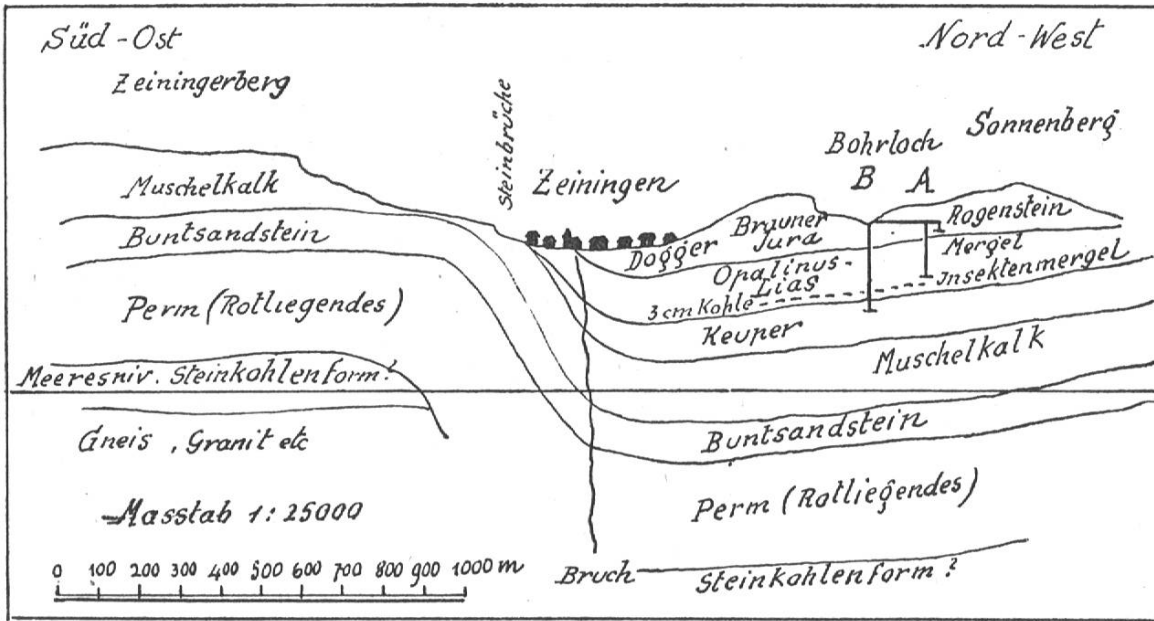 Süd-Ost
Nord-West
Zeiningerberg
Steinbrüche
Sonnenberg
Bohrloch
B A
Zeiningen
Muschelkalk
Buntsandstein
Dogger
Brauner
Jura
Rogenstein
Mergel
Opalinus-
Lias
Insektenmergel
3 cm Kohle
Keuper
Perm (Rotliegendes)
Muschelkalk
Meeresniv. Steinkohlenform?
Gneis, Granit etc
Buntsandstein
Perm (Rotliegendes)
Masstab 1:25000
0 100 200 300 400 500 600 700 800 900 1000 m
Bruch
Steinkohlenform?